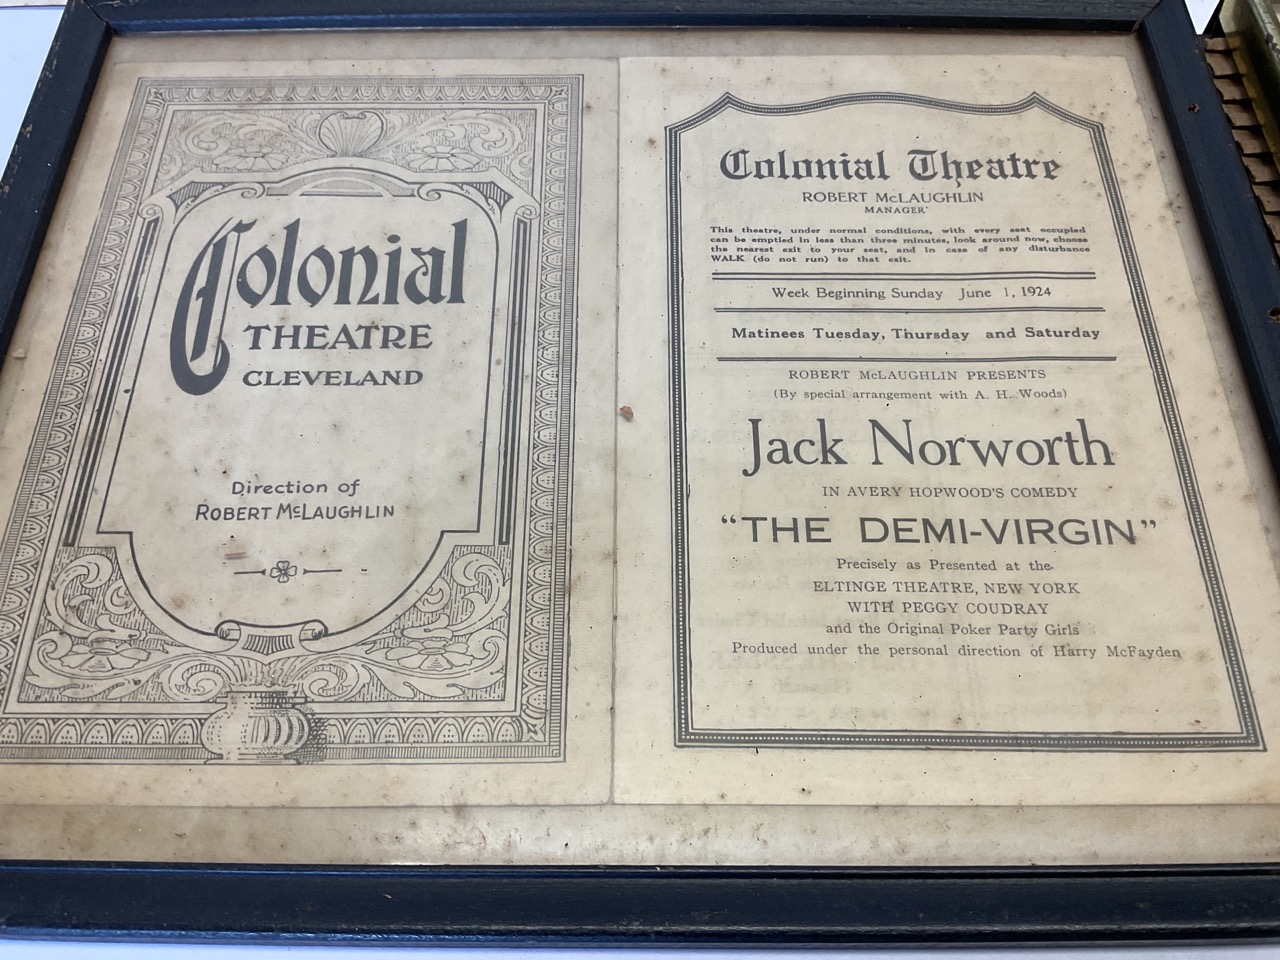 Colonial
THEATRE
CLEVELAND
Direction of
ROBERT McLAUGHLIN
Colonial Theatre
ROBERT McLAUGHLIN
MANAGER
This theatre, under normal conditions, with every seat occupied
can be emptied in less than three minutes, look around now, choose
the nearest exit to your seat, and in case of any disturbance
WALK (do not run) to that exit.
Week Beginning Sunday June 1, 1924
Matinees Tuesday, Thursday and Saturday
ROBERT McLAUGHLIN PRESENTS
(By special arrangement with A. H. Woods)
Jack Norworth
IN AVERY HOPWOOD'S COMEDY
"THE DEMI-VIRGIN"
Precisely as Presented at the
ELTINGE THEATRE, NEW YORK
WITH PEGGY COUDRAY
and the Original Poker Party Girls
Produced under the personal direction of Harry McFayden